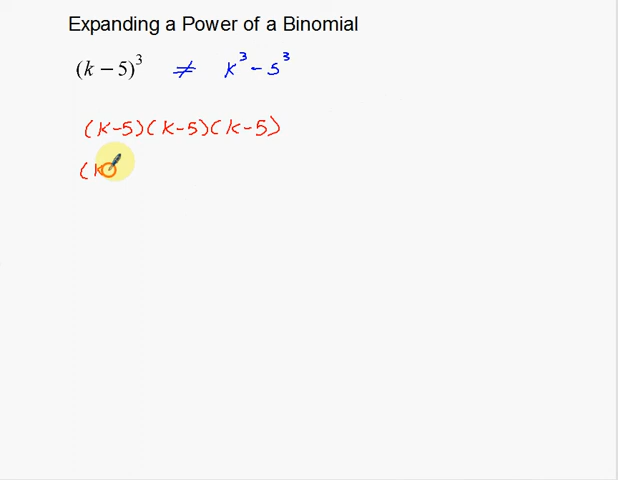 Expanding a Power of a Binomial
(k − 5)³ ≠ k³ − 5³
(k−5)(k−5)(k−5)
(k